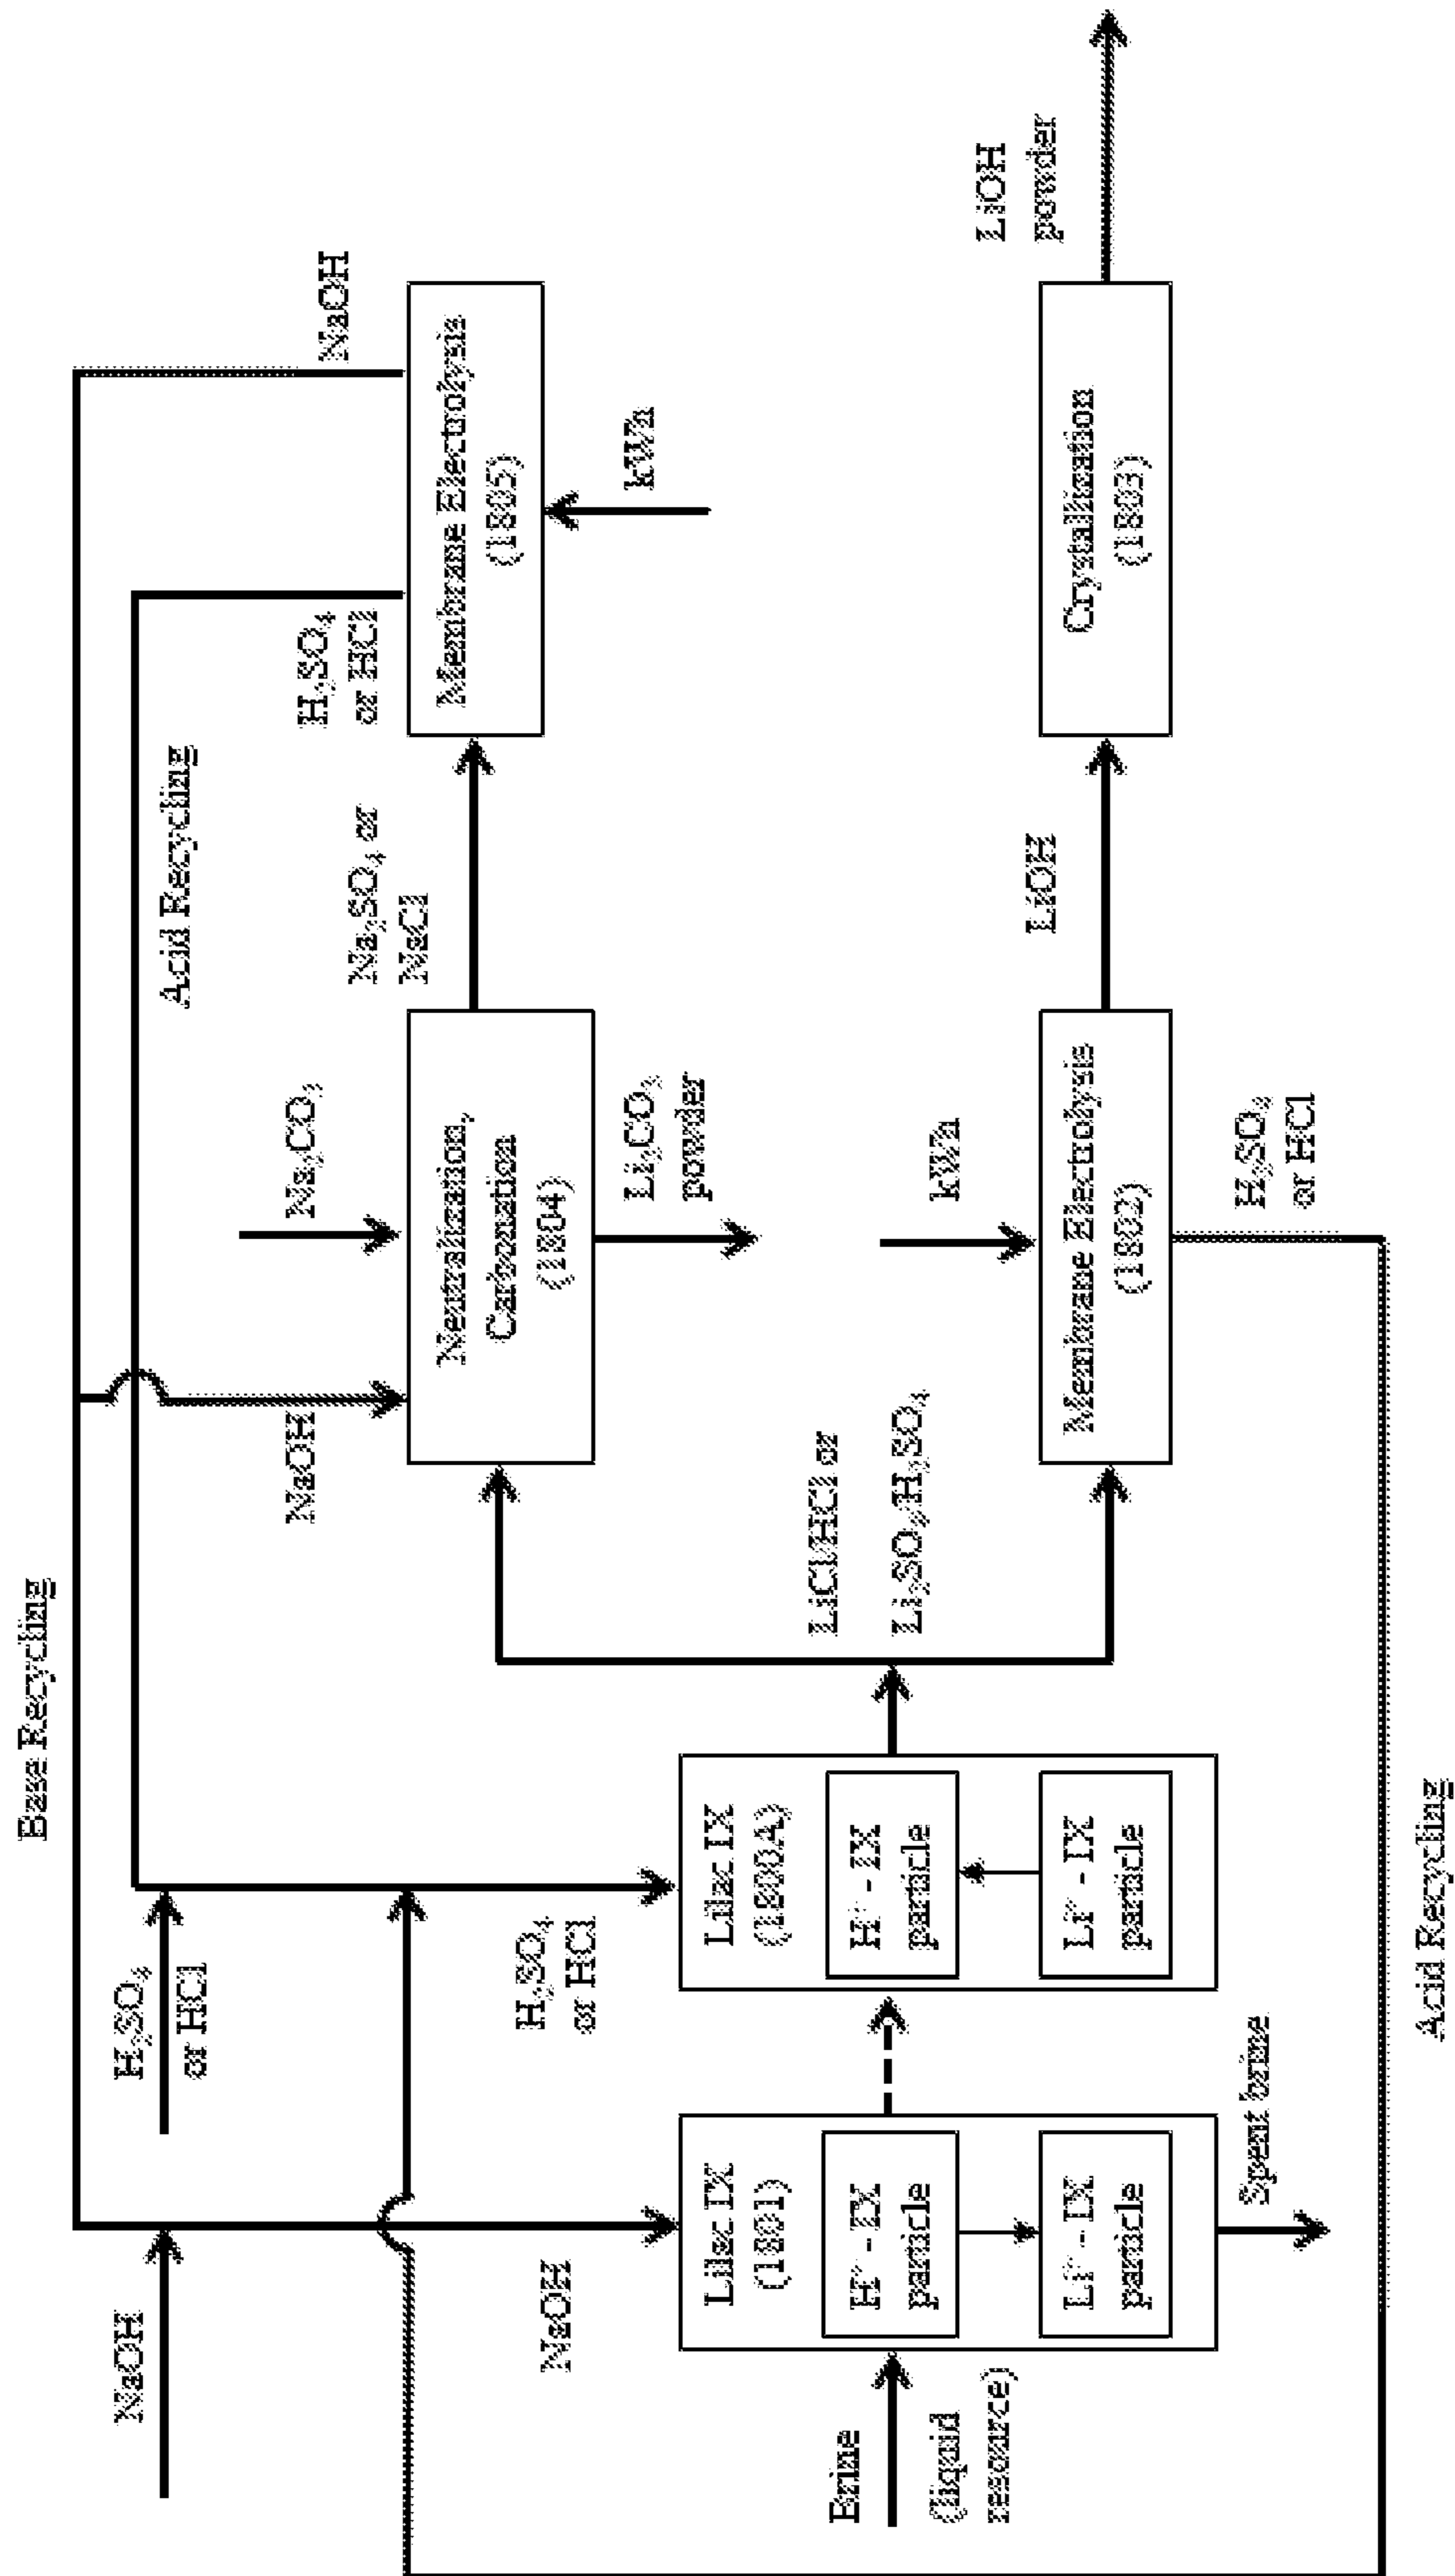 Base Recycling
Acid Recycling
NaOH
H₂SO₄
or HCl
NaOH
H₂SO₄
or HCl
NaOH
Na₂CO₃
H₂SO₄
or HCl
NaOH
Neutralization,
Carbonation
(1804)
Na₂SO₄ or
NaCl
Membrane Electrolysis
(1805)
kWh
Li₂CO₃
powder
Brine
(liquid
resource)
Lilac IX
(1801)
H⁺ - IX
particle
Li⁺ - IX
particle
Spent brine
Lilac IX
(1800A)
H⁺ - IX
particle
Li⁺ - IX
particle
LiCl/HCl or
Li₂SO₄/H₂SO₄
kWh
Membrane Electrolysis
(1802)
LiOH
Crystallization
(1803)
LiOH
powder
H₂SO₄
or HCl
Acid Recycling